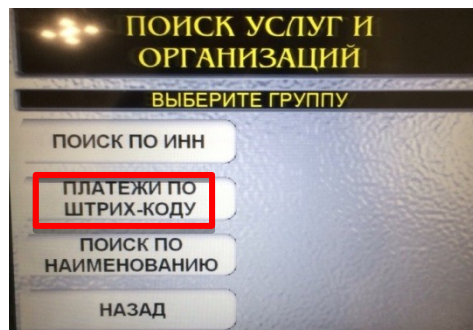 ПОИСК УСЛУГ И
ОРГАНИЗАЦИЙ
ВЫБЕРИТЕ ГРУППУ
ПОИСК ПО ИНН
ПЛАТЕЖИ ПО
ШТРИХ-КОДУ
ПОИСК ПО
НАИМЕНОВАНИЮ
НАЗАД